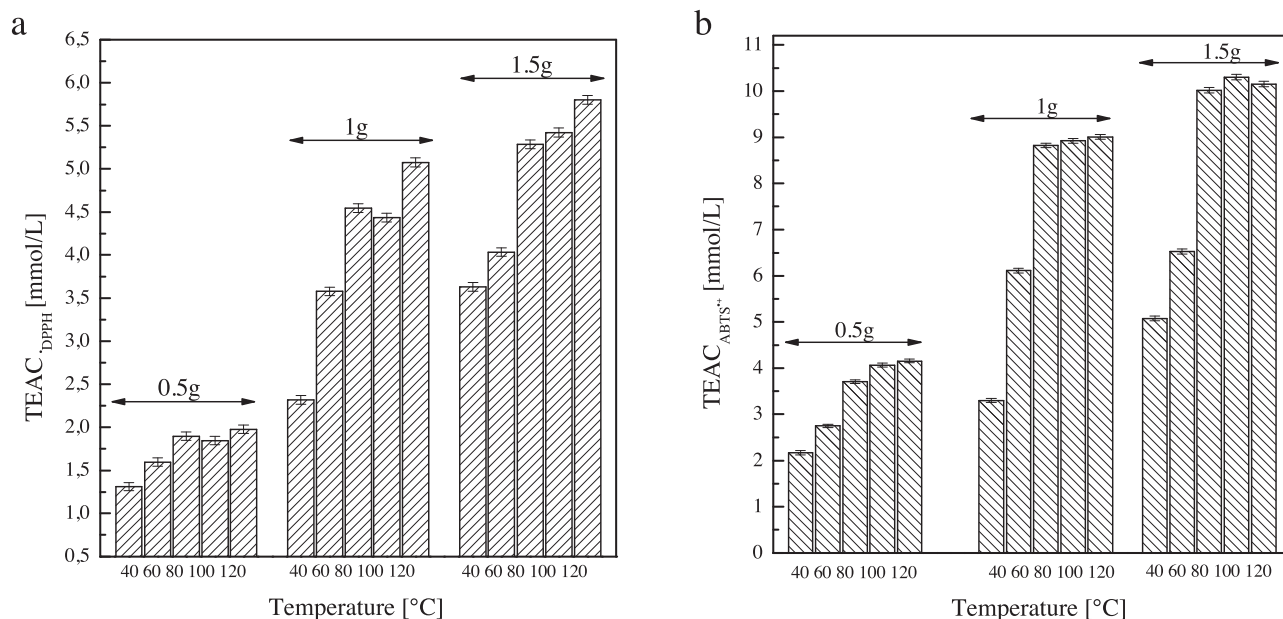 a
6,5
6,0
5,5
5,0
4,5
4,0
3,5
3,0
2,5
2,0
1,5
1,0
0,5
TEAC·DPPH [mmol/L]
0.5g
1g
1.5g
40 60 80 100 120
40 60 80 100 120
40 60 80 100 120
Temperature [°C]
b
11
10
9
8
7
6
5
4
3
2
1
0
TEAC ABTS•+ [mmol/L]
0.5g
1g
1.5g
40 60 80 100 120
40 60 80 100 120
40 60 80 100 120
Temperature [°C]